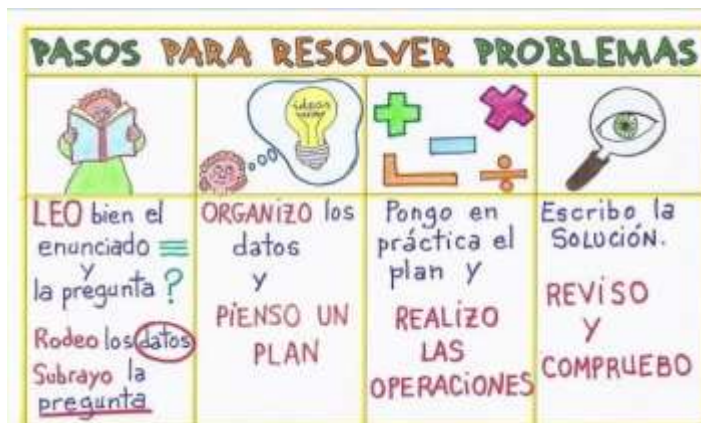 PASOS PARA RESOLVER PROBLEMAS
LEO bien el
enunciado
y
la pregunta ?
Rodeo los datos
Subrayo la
pregunta
ideas
ORGANIZO los
datos
y
PiENSO UN
PLAN
Pongo en
práctica el
plan y
REALiZO
LAS
OPERACIONES
Escribo la
SOLUCIÓN.
REViSO
Y
COMPRUEBO